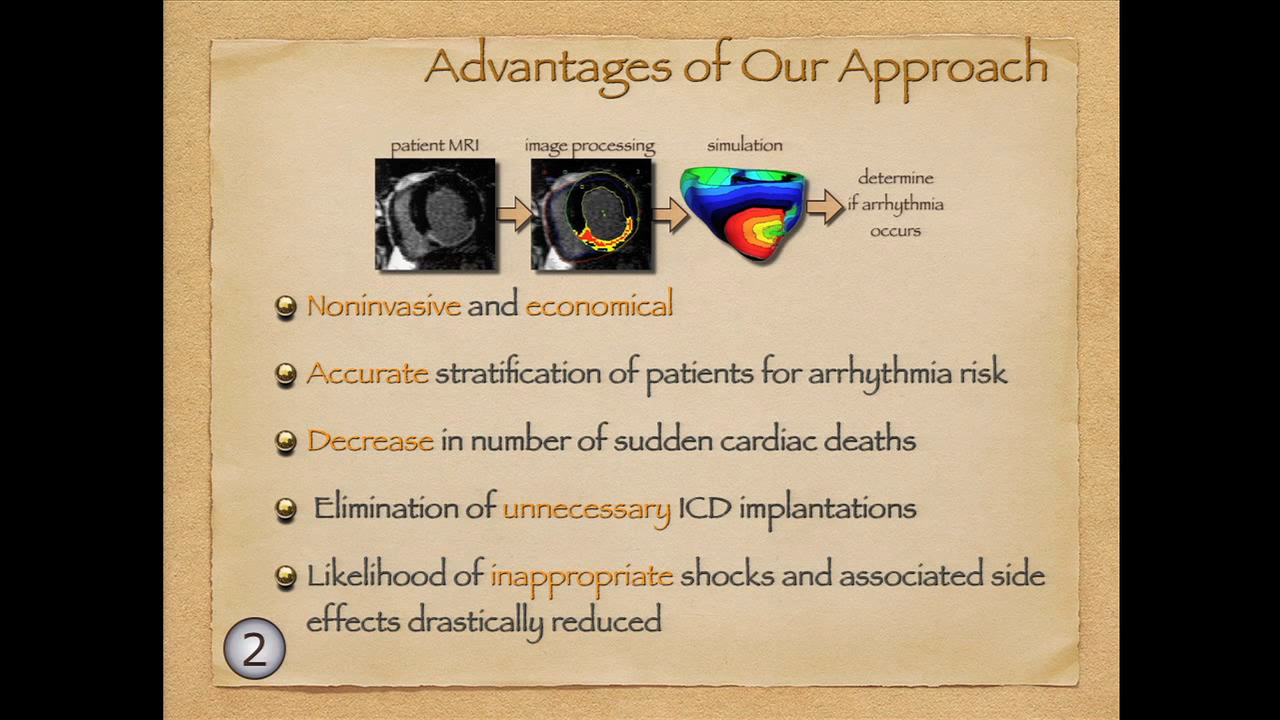 Advantages of Our Approach
patient MRI
image processing
simulation
determine
if arrhythmia
occurs
Noninvasive and economical
Accurate stratification of patients for arrhythmia risk
Decrease in number of sudden cardiac deaths
Elimination of unnecessary ICD implantations
Likelihood of inappropriate shocks and associated side
effects drastically reduced
2